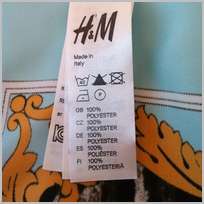 H&M
Made in
Italy
GB 100%
POLYESTER
CZ 100%
POLYESTER
DE 100%
POLYESTER
ES 100%
POLIÉSTER
FI 100%
POLYESTERIÄ